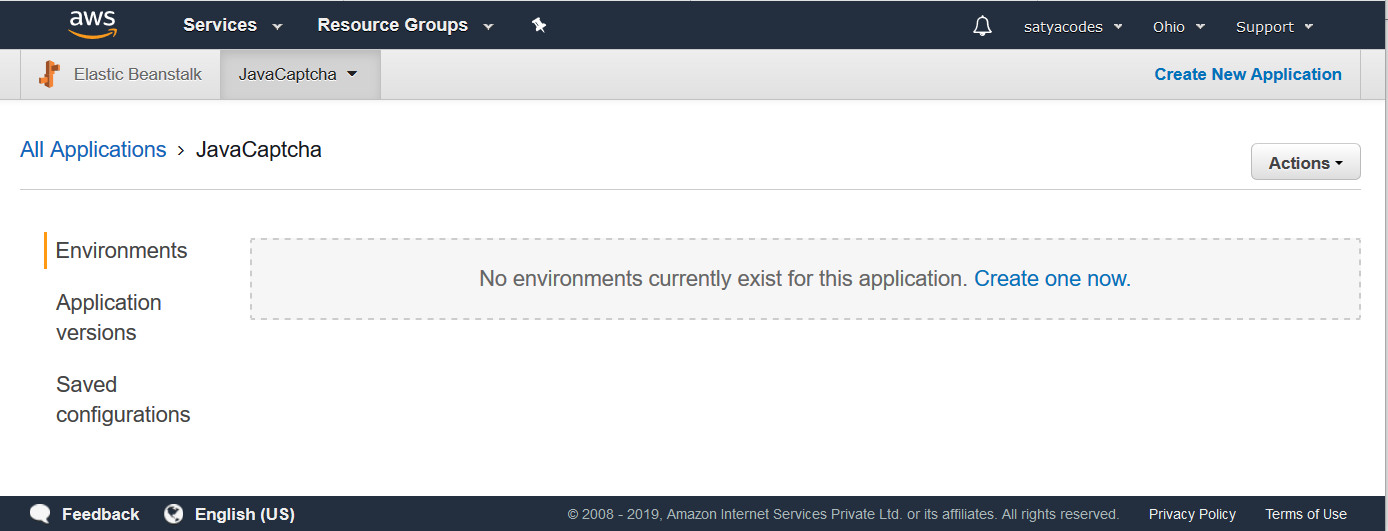 aws Services Resource Groups satyacodes Ohio Support
Elastic Beanstalk JavaCaptcha Create New Application
All Applications › JavaCaptcha
Actions
Environments
No environments currently exist for this application. Create one now.
Application
versions
Saved
configurations
Feedback English (US) © 2008 - 2019, Amazon Internet Services Private Ltd. or its affiliates. All rights reserved. Privacy Policy Terms of Use